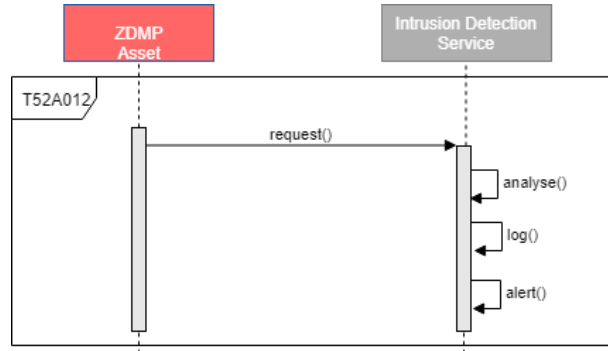 ZDMP
Asset
Intrusion Detection
Service
T52A012
request()
analyse()
log()
alert()